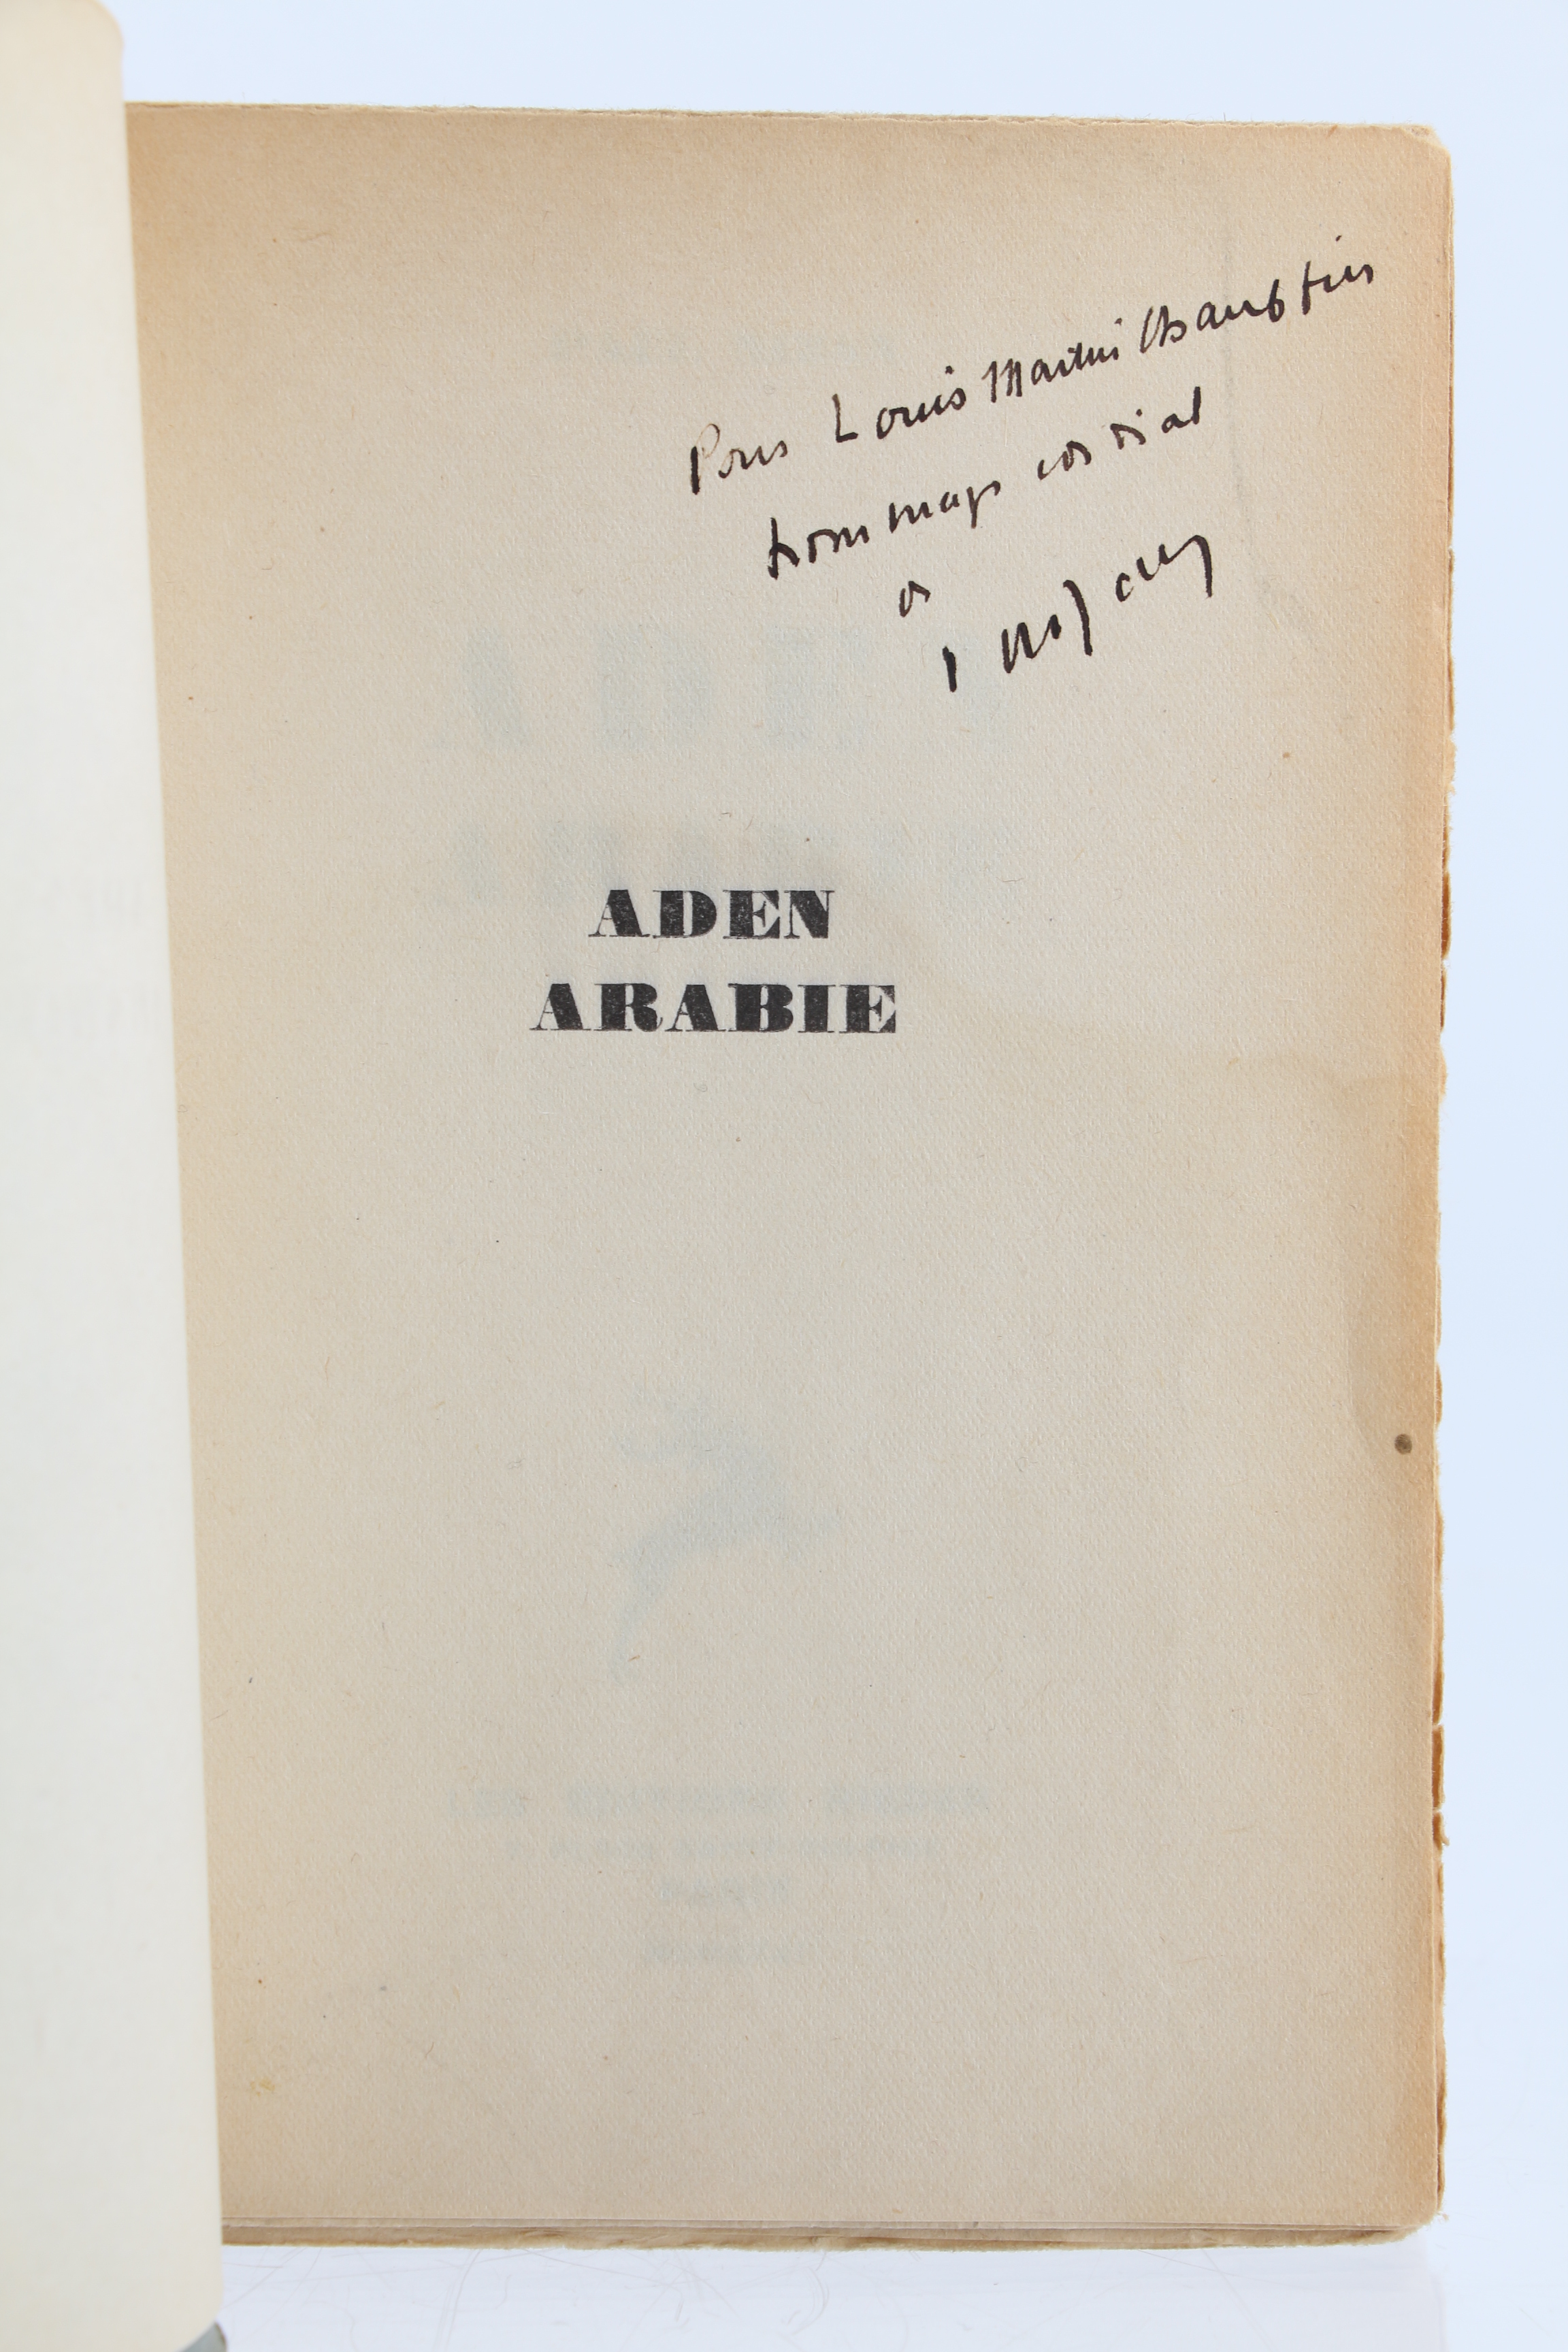 Pour Louis Martin Chauffier
hommage cordial
de
P Nizan
ADEN
ARABIE